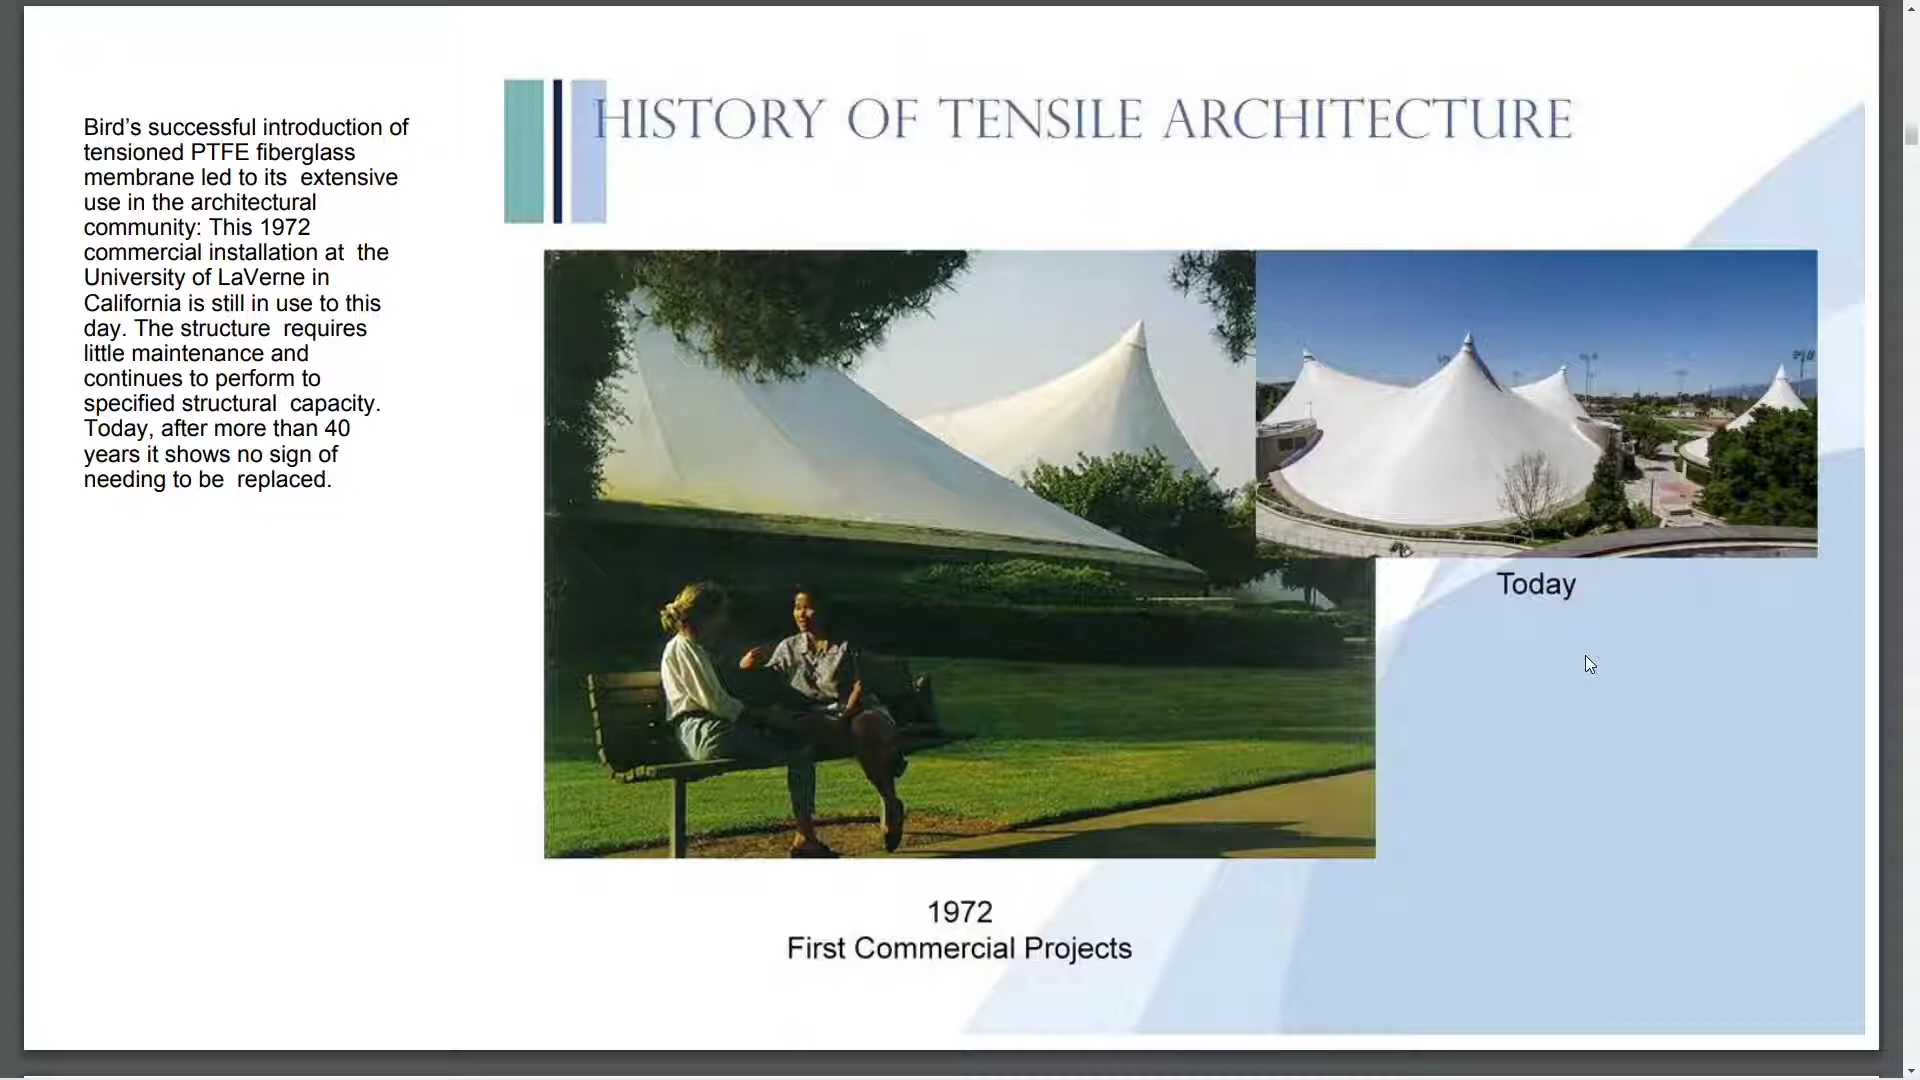 HISTORY OF TENSILE ARCHITECTURE
Bird’s successful introduction of
tensioned PTFE fiberglass
membrane led to its  extensive
use in the architectural
community: This 1972
commercial installation at  the
University of LaVerne in
California is still in use to this
day. The structure  requires
little maintenance and
continues to perform to
specified structural  capacity.
Today, after more than 40
years it shows no sign of
needing to be  replaced.
Today
1972
First Commercial Projects